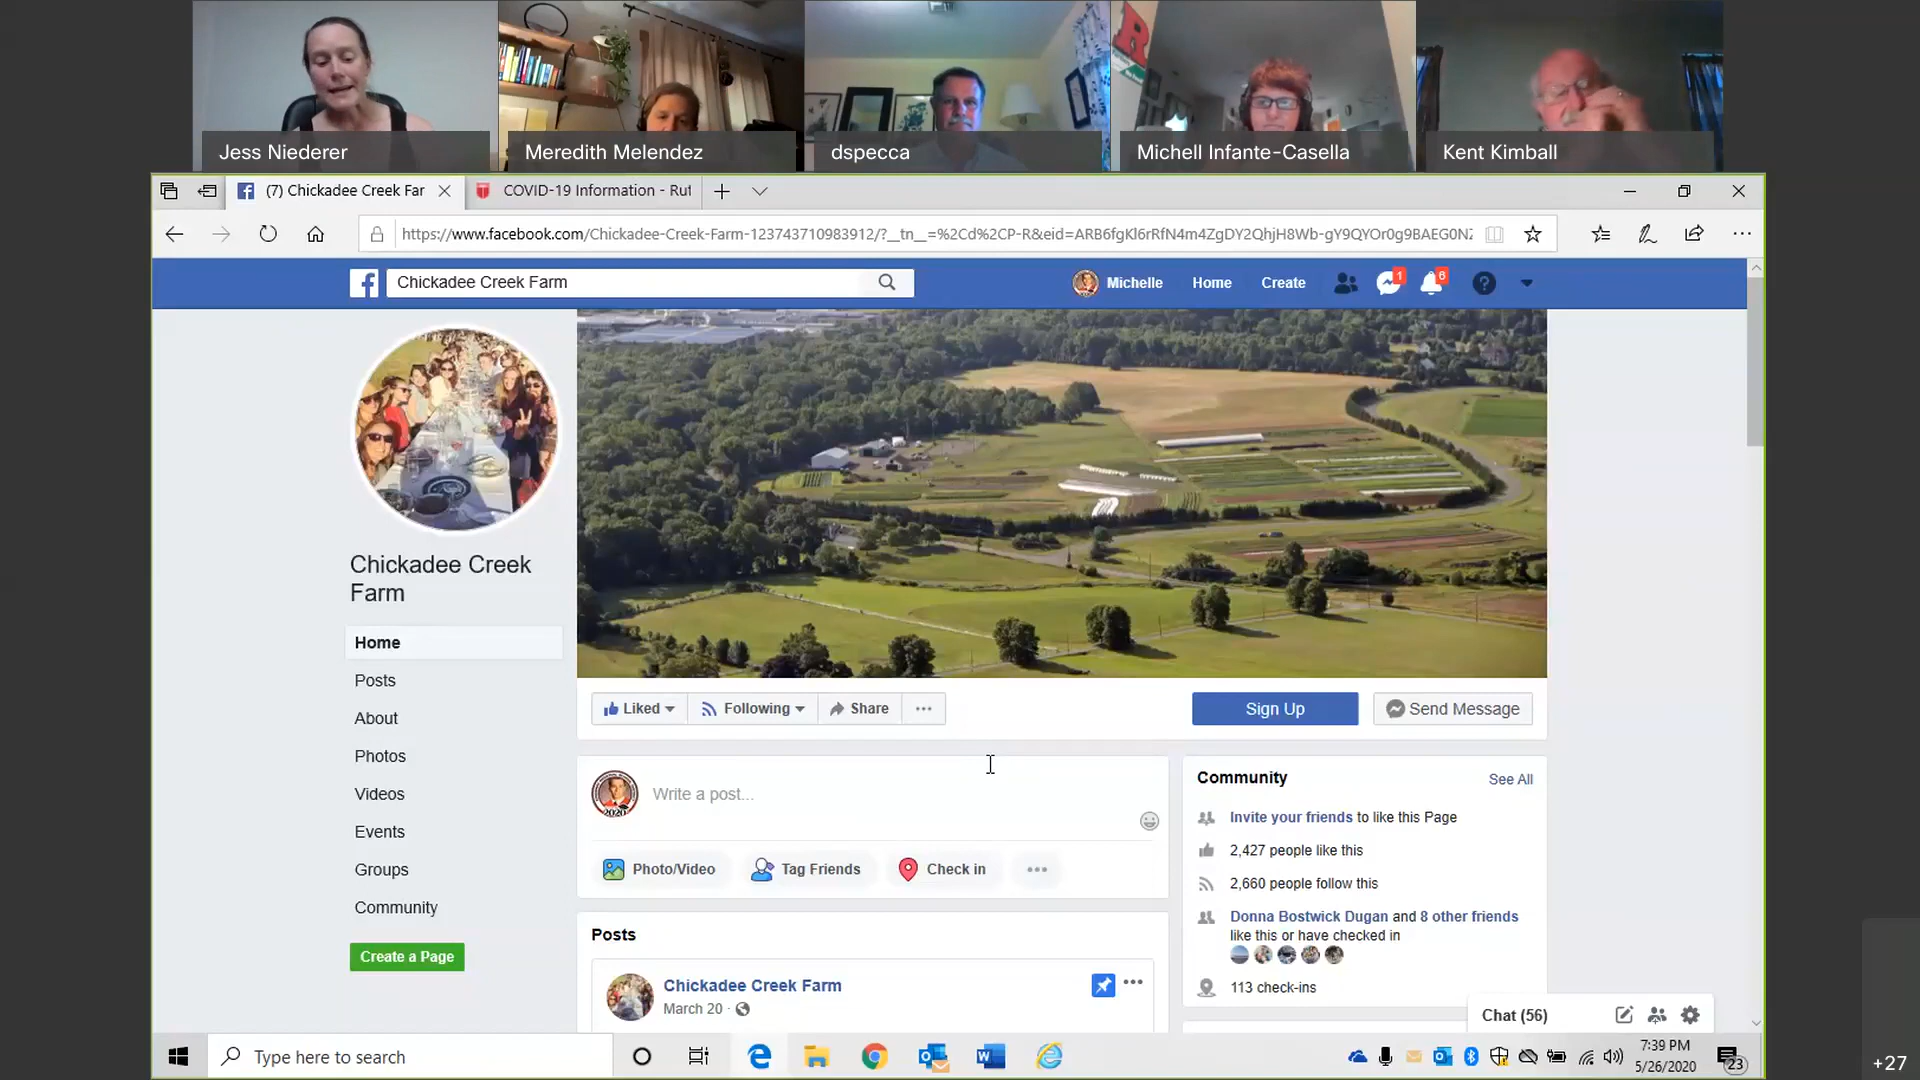 Jess Niederer
Meredith Melendez
dspecca
R
Michell Infante-Casella
Kent Kimball
(7) Chickadee Creek Far
COVID-19 Information - Rut
https://www.facebook.com/Chickadee-Creek-Farm-123743710983912/?__tn__=%2Cd%2CP-R&eid=ARB6fgKl6rRfN4m4ZgDY2QhjH8Wb-gY9QYOr0g9BAEG0N
Chickadee Creek Farm
Michelle
Home
Create
1
6
Chickadee Creek
Farm
Home
Posts
About
Photos
Videos
Events
Groups
Community
Create a Page
Liked
Following
Share
Sign Up
Send Message
2020
Write a post...
Photo/Video
Tag Friends
Check in
Posts
Chickadee Creek Farm
March 20
Community
See All
Invite your friends to like this Page
2,427 people like this
2,660 people follow this
Donna Bostwick Dugan and 8 other friends
like this or have checked in
113 check-ins
Chat (56)
Type here to search
7:39 PM
5/26/2020
23
+27